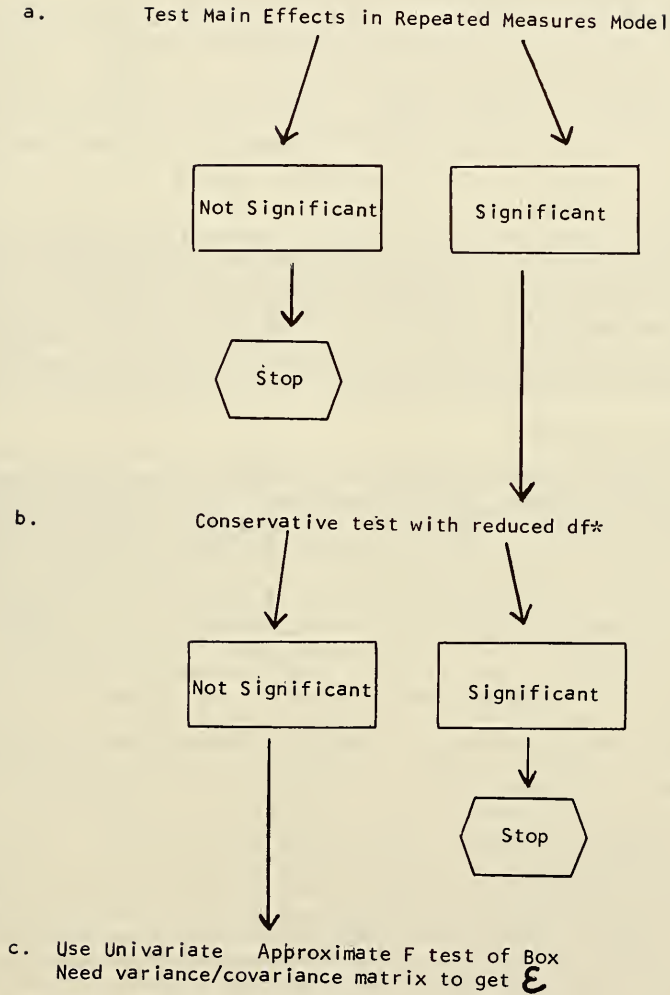 a. Test Main Effects in Repeated Measures Model
Not Significant
Significant
Stop
b. Conservative test with reduced df*
Not Significant
Significant
Stop
c. Use Univariate Approximate F test of Box
Need variance/covariance matrix to get ε